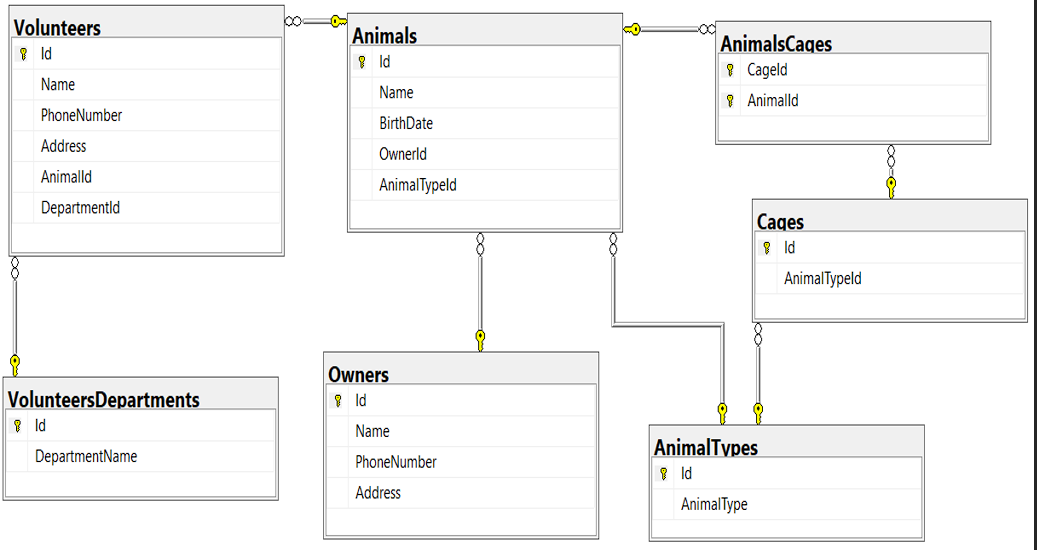 Volunteers
Id
Name
PhoneNumber
Address
AnimalId
DepartmentId
Animals
Id
Name
BirthDate
OwnerId
AnimalTypeId
AnimalsCages
CageId
AnimalId
Cages
Id
AnimalTypeId
VolunteersDepartments
Id
DepartmentName
Owners
Id
Name
PhoneNumber
Address
AnimalTypes
Id
AnimalType